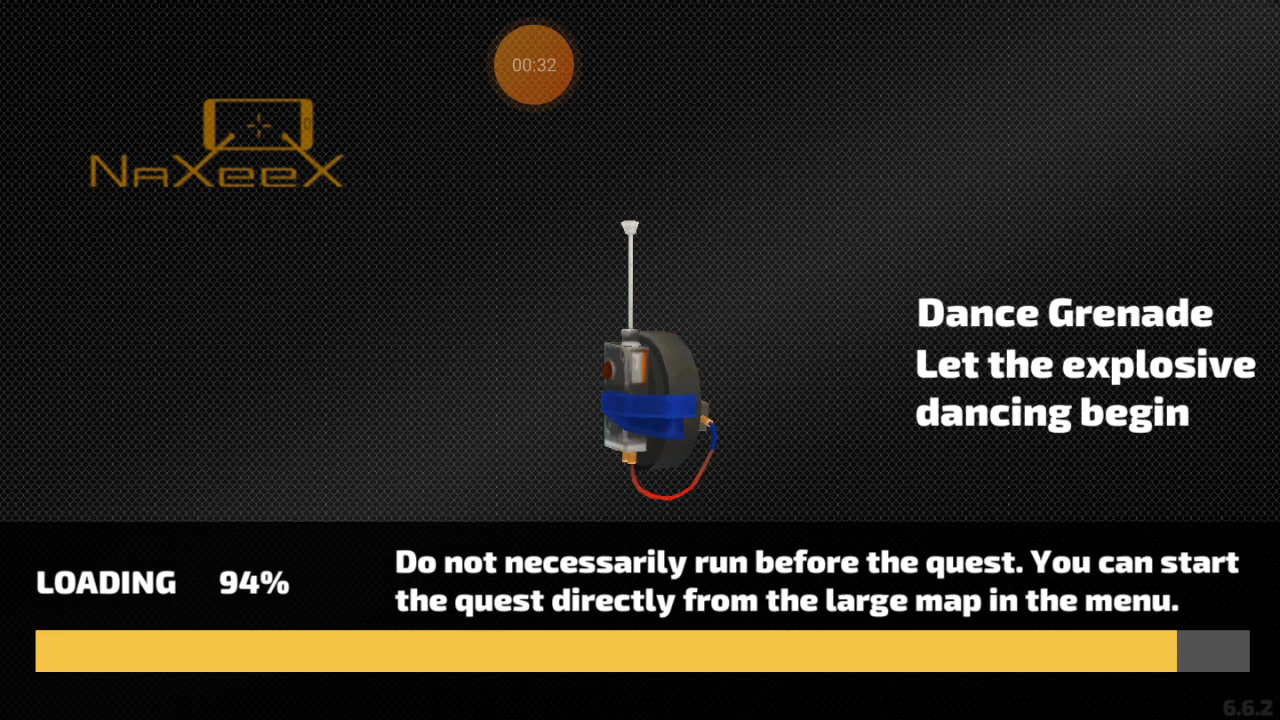 00:32
NaXeeX
Dance Grenade
Let the explosive
dancing begin
LOADING 94%
Do not necessarily run before the quest. You can start
the quest directly from the large map in the menu.
6.6.2